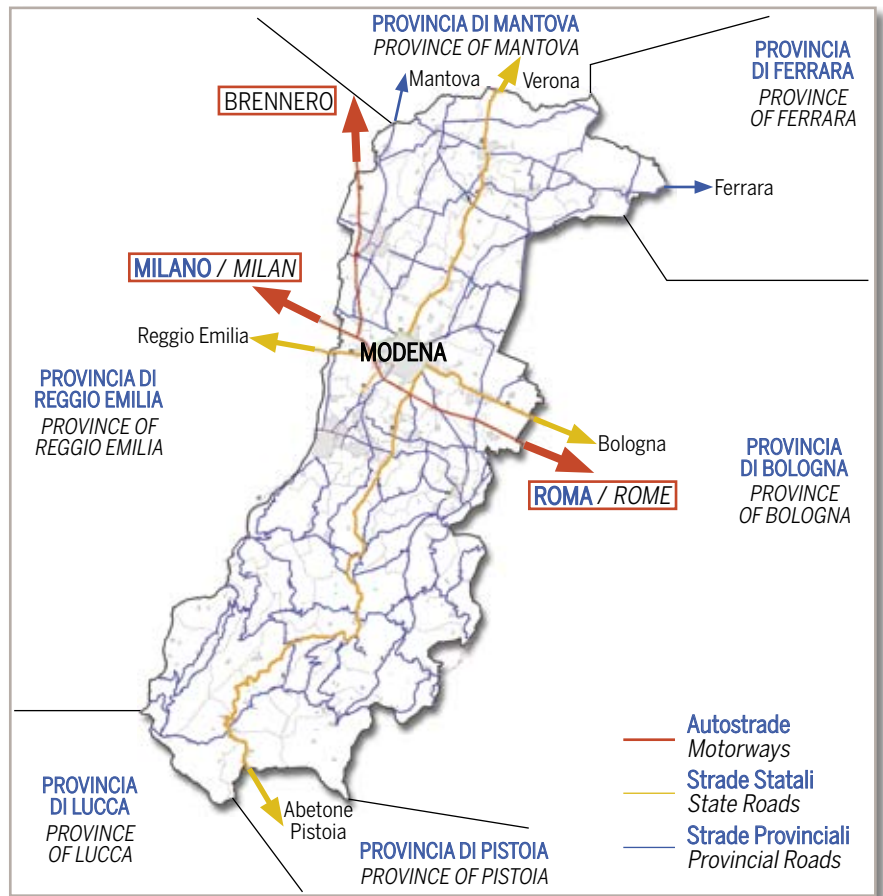 PROVINCIA DI MANTOVA
PROVINCE OF MANTOVA
PROVINCIA
DI FERRARA
PROVINCE
OF FERRARA
Mantova
Verona
BRENNERO
Ferrara
MILANO / MILAN
Reggio Emilia
MODENA
PROVINCIA DI
REGGIO EMILIA
PROVINCE OF
REGGIO EMILIA
Bologna
PROVINCIA
DI BOLOGNA
PROVINCE
OF BOLOGNA
ROMA / ROME
Autostrade
Motorways
Strade Statali
State Roads
Strade Provinciali
Provincial Roads
PROVINCIA
DI LUCCA
PROVINCE
OF LUCCA
Abetone
Pistoia
PROVINCIA DI PISTOIA
PROVINCE OF PISTOIA